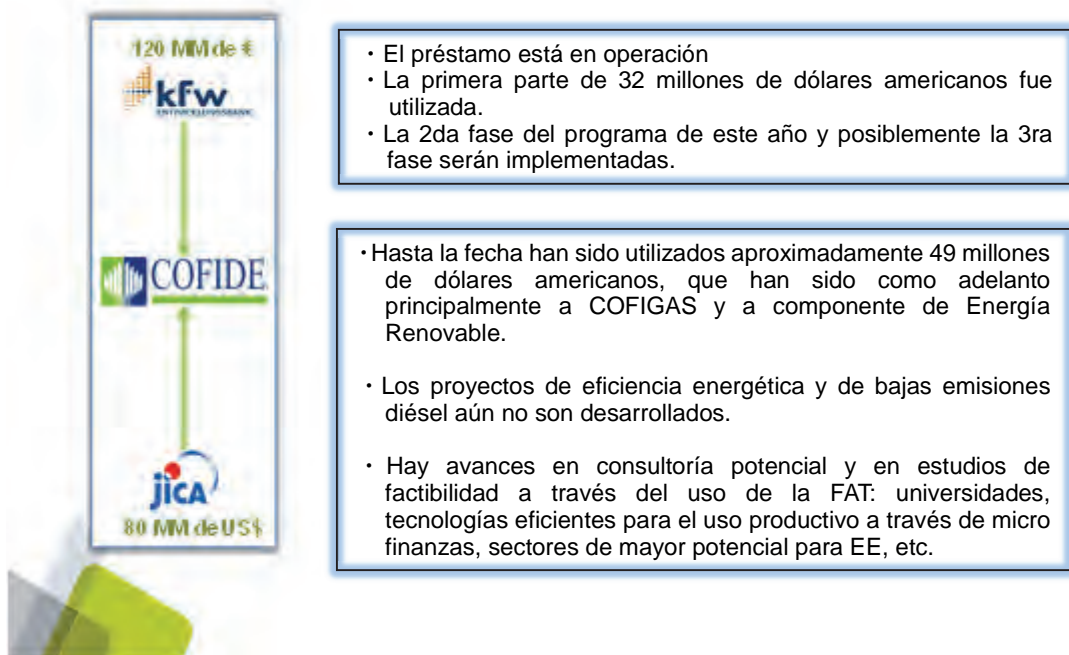 120 MM de €
kfw
ENTWICKLUNGSBANK
COFIDE
jica
80 MM de US$
・El préstamo está en operación
・La primera parte de 32 millones de dólares americanos fue
utilizada.
・La 2da fase del programa de este año y posiblemente la 3ra
fase serán implementadas.
・Hasta la fecha han sido utilizados aproximadamente 49 millones
de dólares americanos, que han sido como adelanto
principalmente a COFIGAS y a componente de Energía
Renovable.
・Los proyectos de eficiencia energética y de bajas emisiones
diésel aún no son desarrollados.
・Hay avances en consultoría potencial y en estudios de
factibilidad a través del uso de la FAT: universidades,
tecnologías eficientes para el uso productivo a través de micro
finanzas, sectores de mayor potencial para EE, etc.